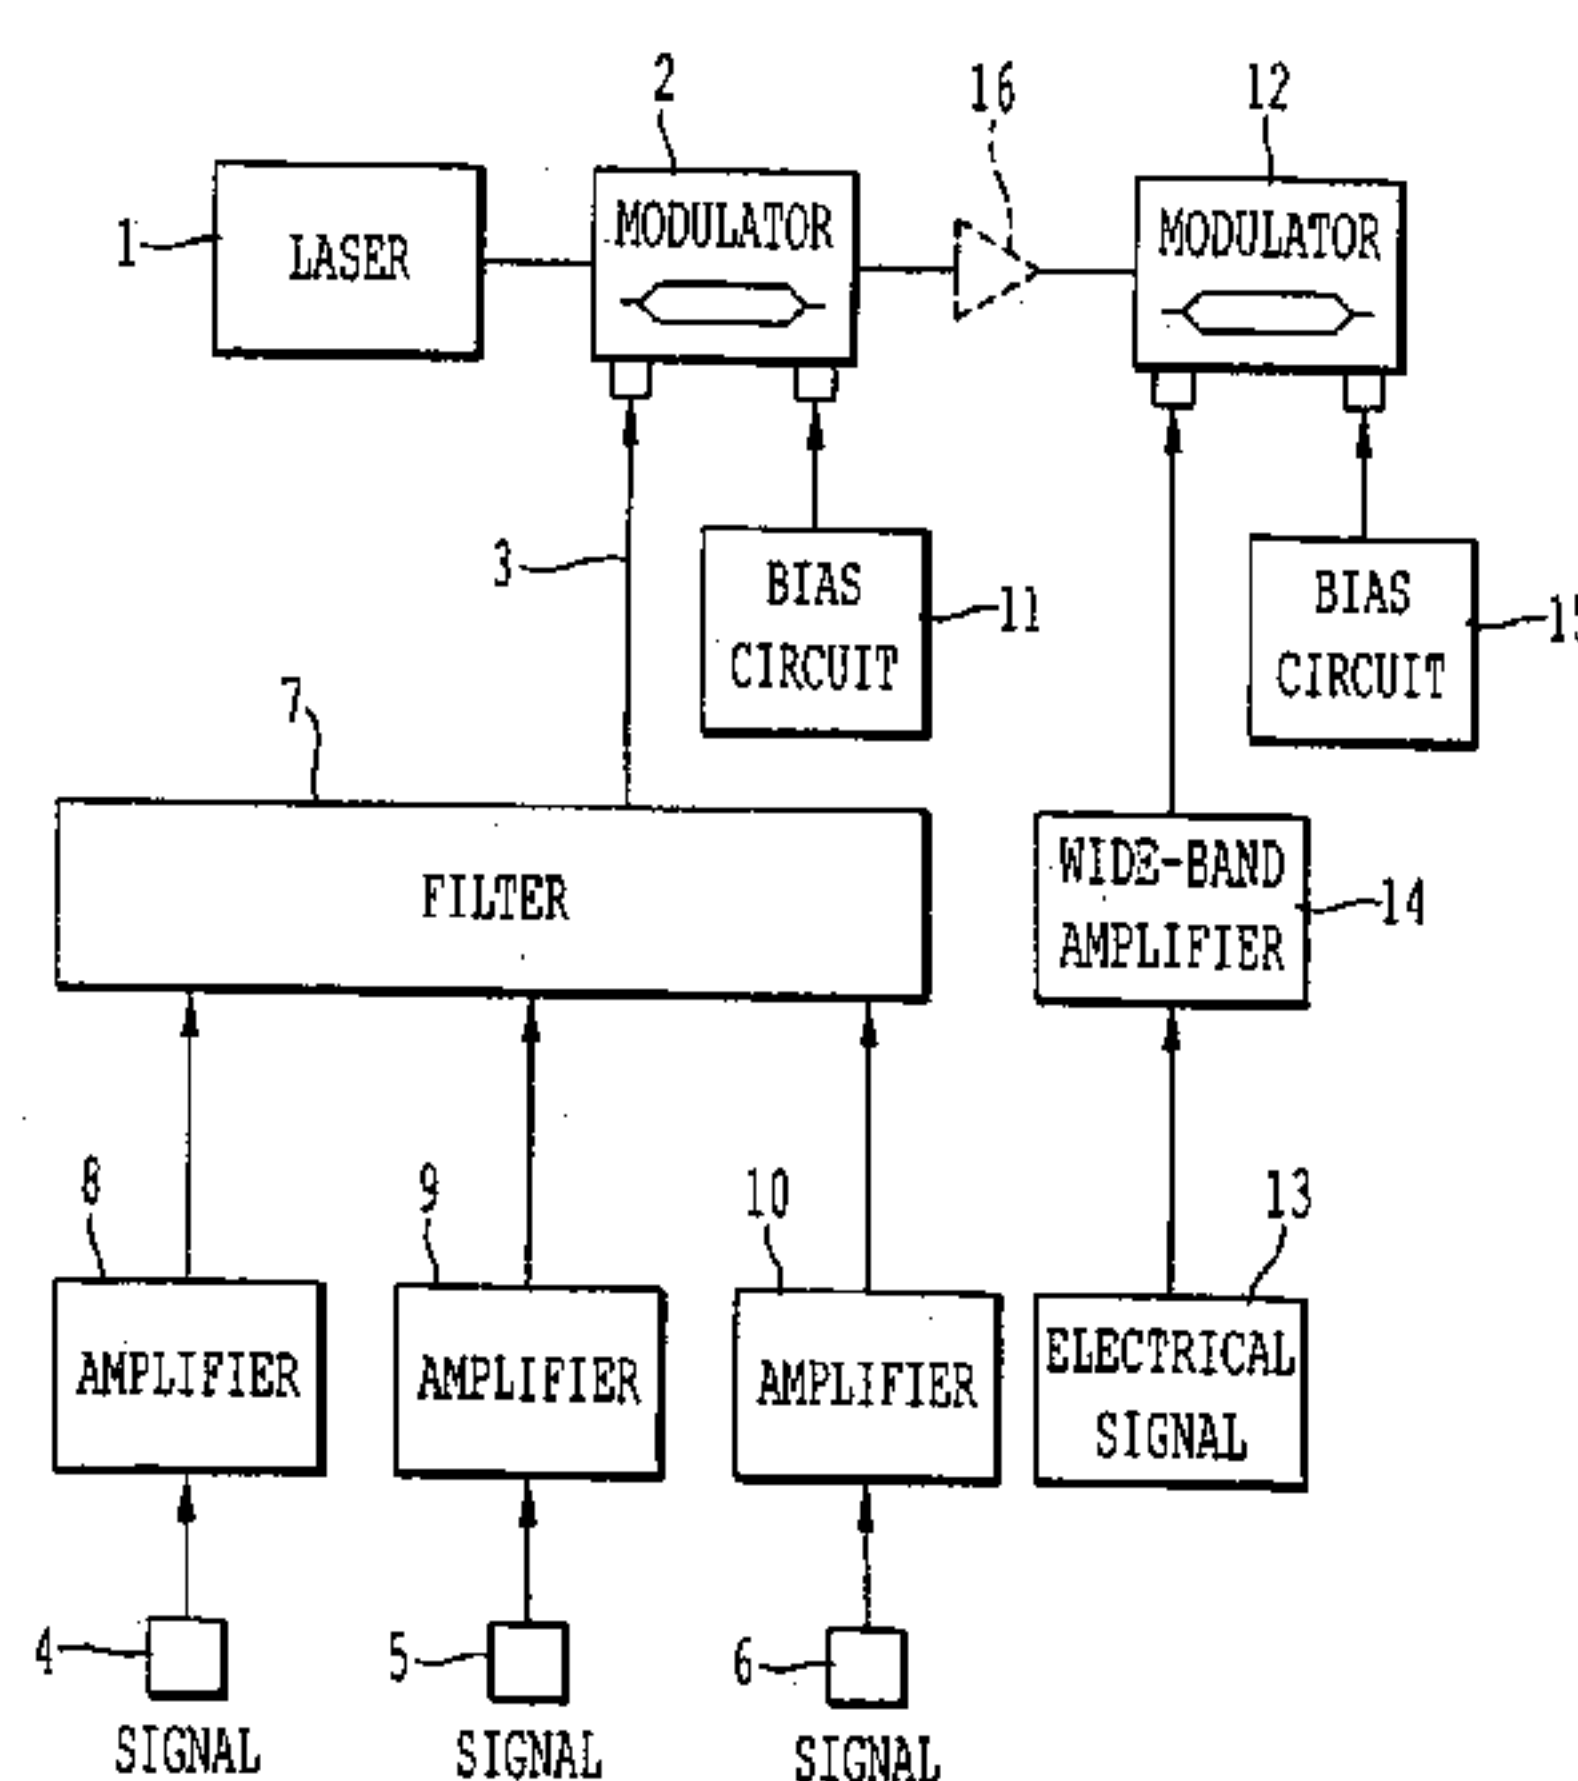 2
16
12
1
LASER
MODULATOR
MODULATOR
3
BIAS
CIRCUIT
11
BIAS
CIRCUIT
7
FILTER
WIDE-BAND
AMPLIFIER
14
8
9
10
13
AMPLIFIER
AMPLIFIER
AMPLIFIER
ELECTRICAL
SIGNAL
4
5
6
SIGNAL
SIGNAL
SIGNAL